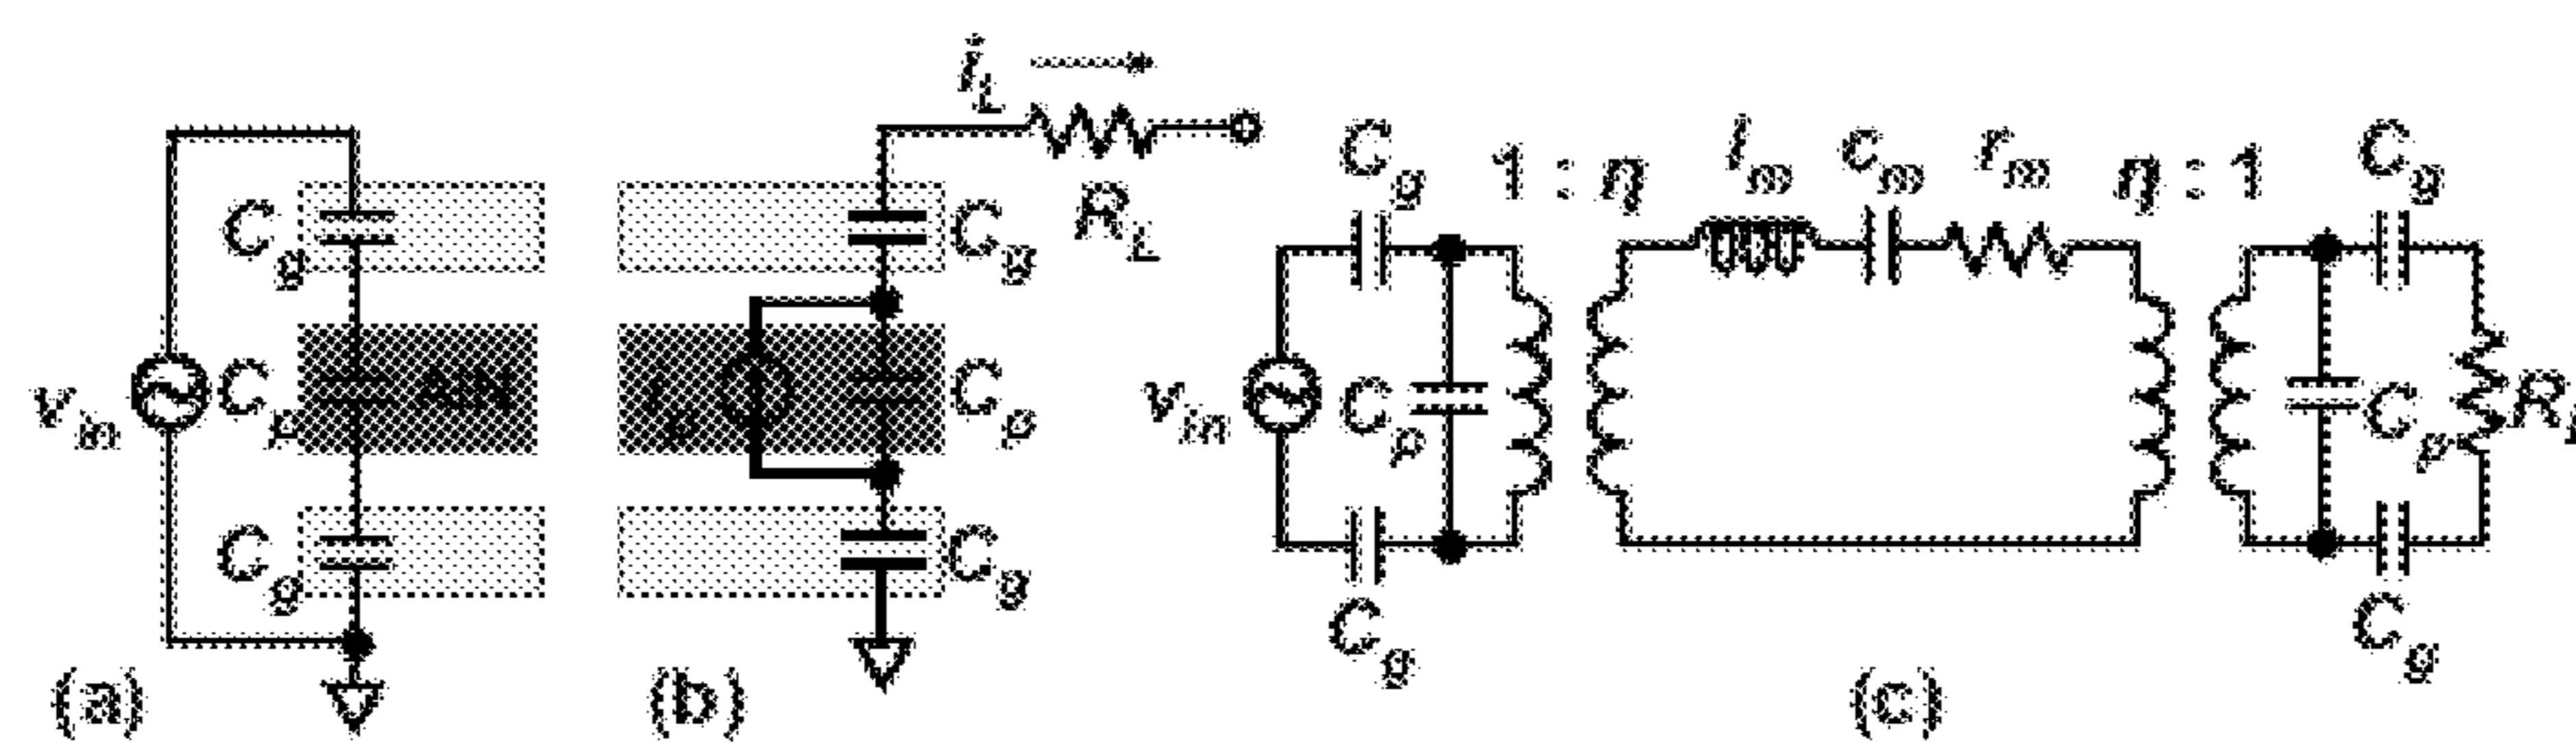 i_L
C_g 1 : η l_m c_m r_m η : 1 C_g
C_g C_g R_L
v_in C_p AlN i_p C_p v_in C_p C_p R_L
C_g C_g C_g C_g
(a) (b) (c)